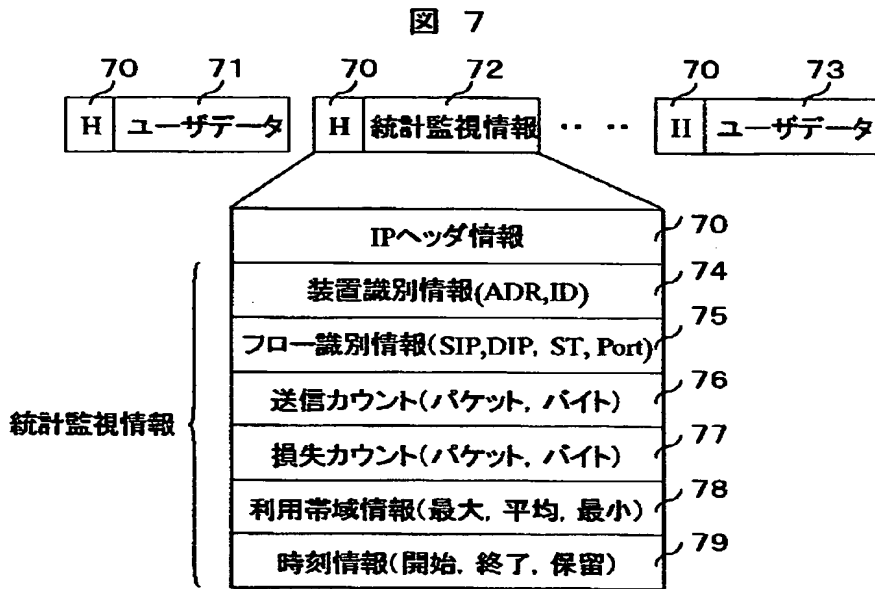 図 7
70 71 70 72 70 73
H ユーザデータ H 統計監視情報 ‥ ‥ H ユーザデータ
IPヘッダ情報 70
装置識別情報(ADR,ID) 74
フロー識別情報(SIP,DIP, ST, Port) 75
送信カウント(パケット, バイト) 76
統計監視情報
損失カウント(パケット, バイト) 77
利用帯域情報(最大, 平均, 最小) 78
時刻情報(開始, 終了, 保留) 79